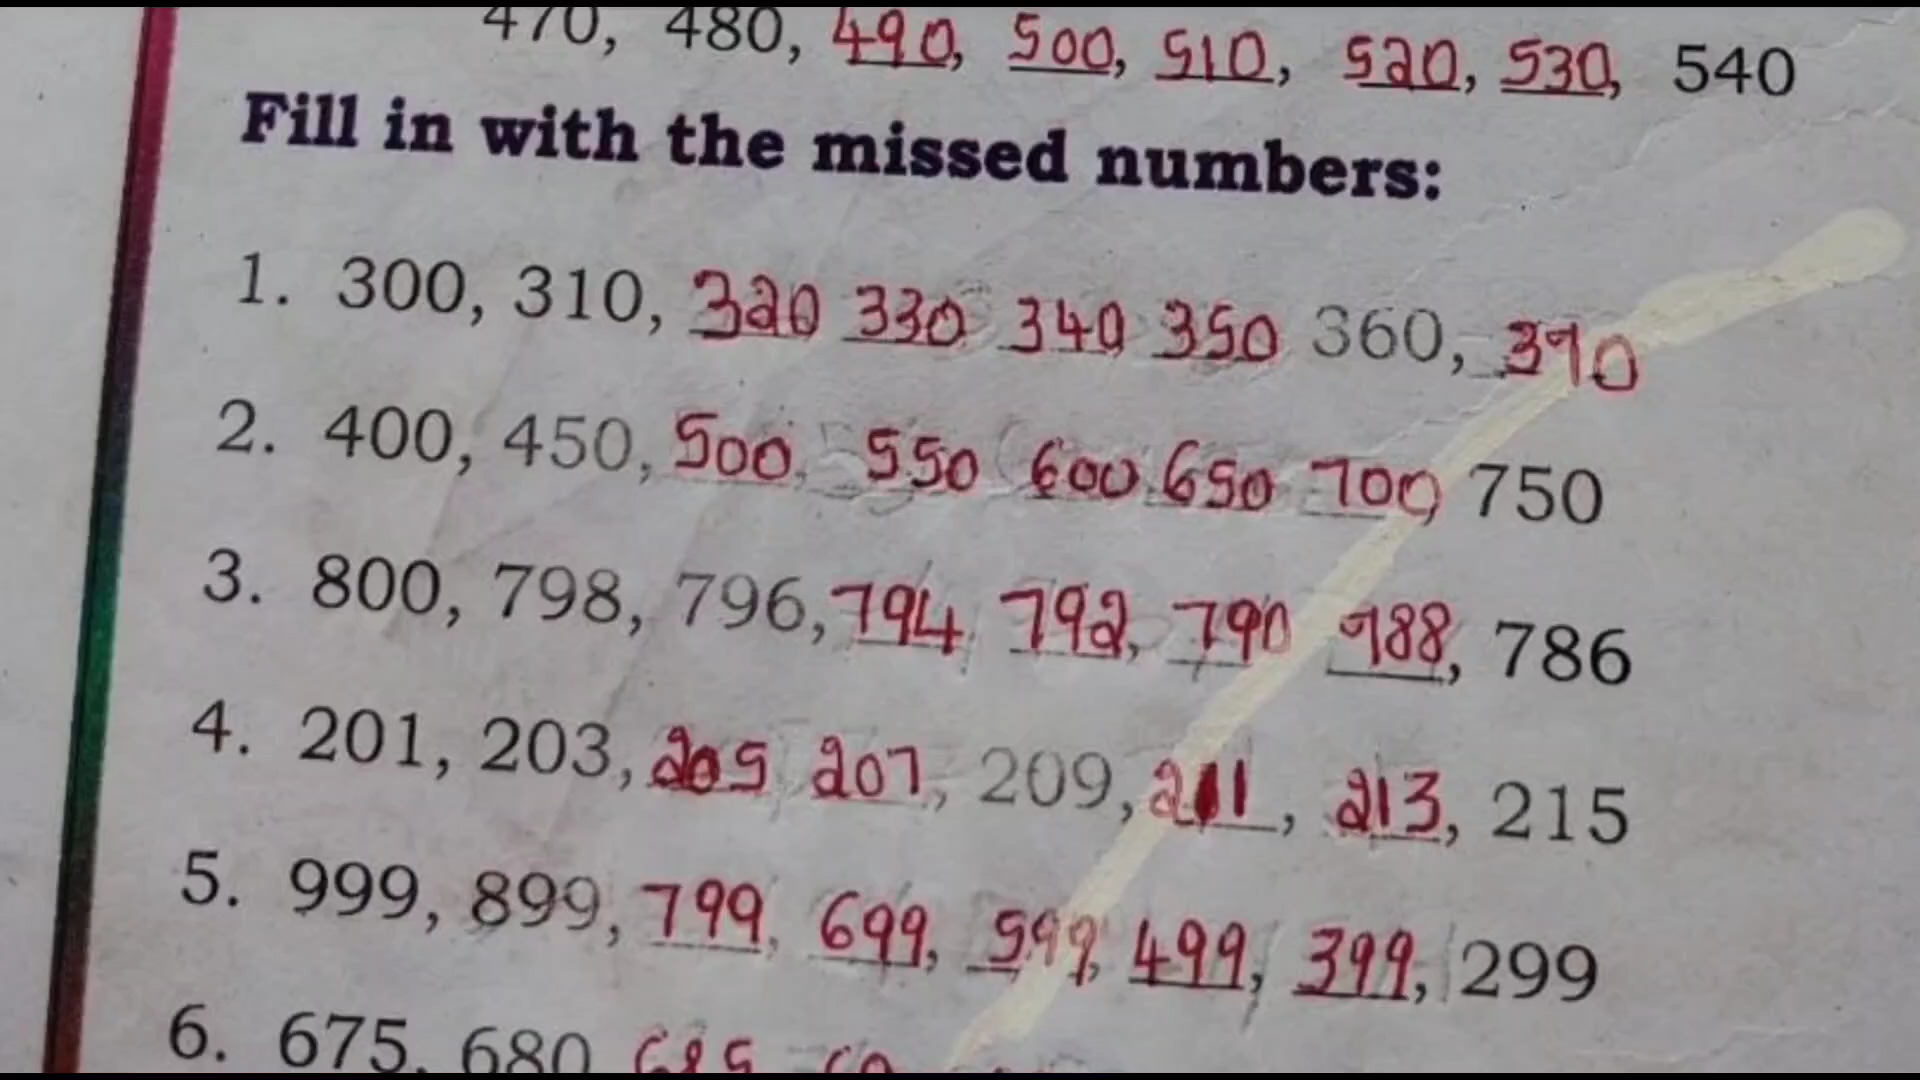 470, 480, 490, 500, 510, 520, 530, 540
Fill in with the missed numbers:
1. 300, 310, 320 330 340 350 360, 370
2. 400, 450, 500, 550 600 650 700, 750
3. 800, 798, 796, 794 792, 790 788, 786
4. 201, 203, 205 207, 209, 211, 213, 215
5. 999, 899, 799, 699, 599, 499, 399, 299
6. 675, 680 685